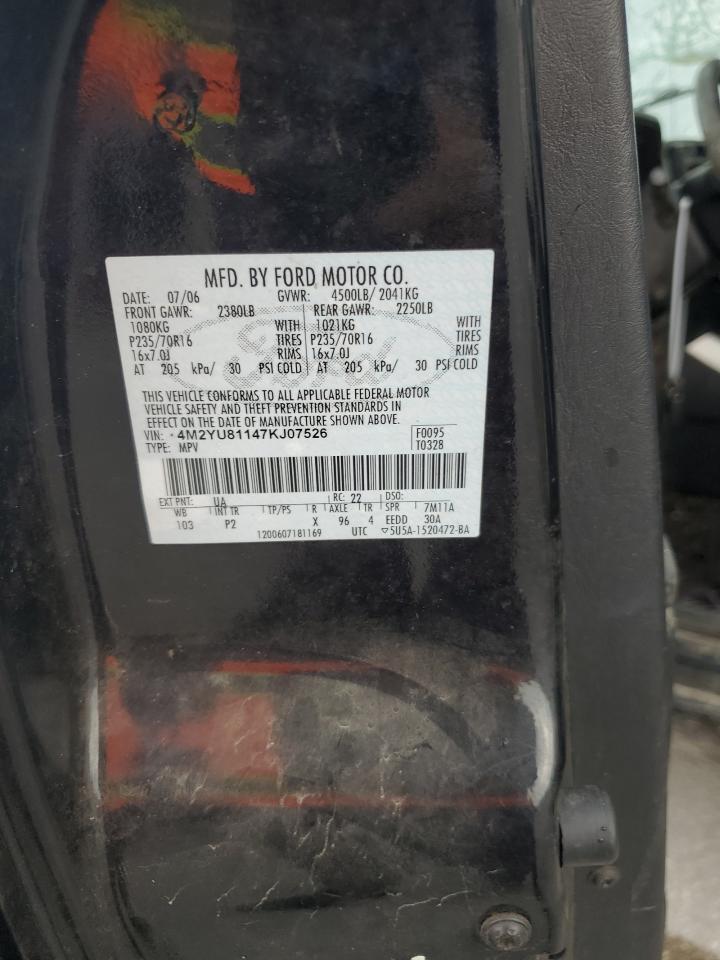 MFD. BY FORD MOTOR CO.
DATE: 07/06 GVWR: 4500LB/ 2041KG
FRONT GAWR: 2380LB REAR GAWR: 2250LB
1080KG WITH 1021KG WITH
P235/70R16 TIRES P235/70R16 TIRES
16x7.0J RIMS 16x7.0J RIMS
AT 205 kPa/ 30 PSI COLD AT 205 kPa/ 30 PSI COLD
Ford
THIS VEHICLE CONFORMS TO ALL APPLICABLE FEDERAL MOTOR
VEHICLE SAFETY AND THEFT PREVENTION STANDARDS IN
EFFECT ON THE DATE OF MANUFACTURE SHOWN ABOVE.
VIN: 4M2YU81147KJ07526 F0095
TYPE: MPV T0328
EXT PNT: UA RC: 22 DSO:
WB INT TR TP/PS R AXLE TR SPR 7M11A
103 P2 X 96 4 EEDD 30A
1200607181169 UTC ▽5U5A-1520472-BA